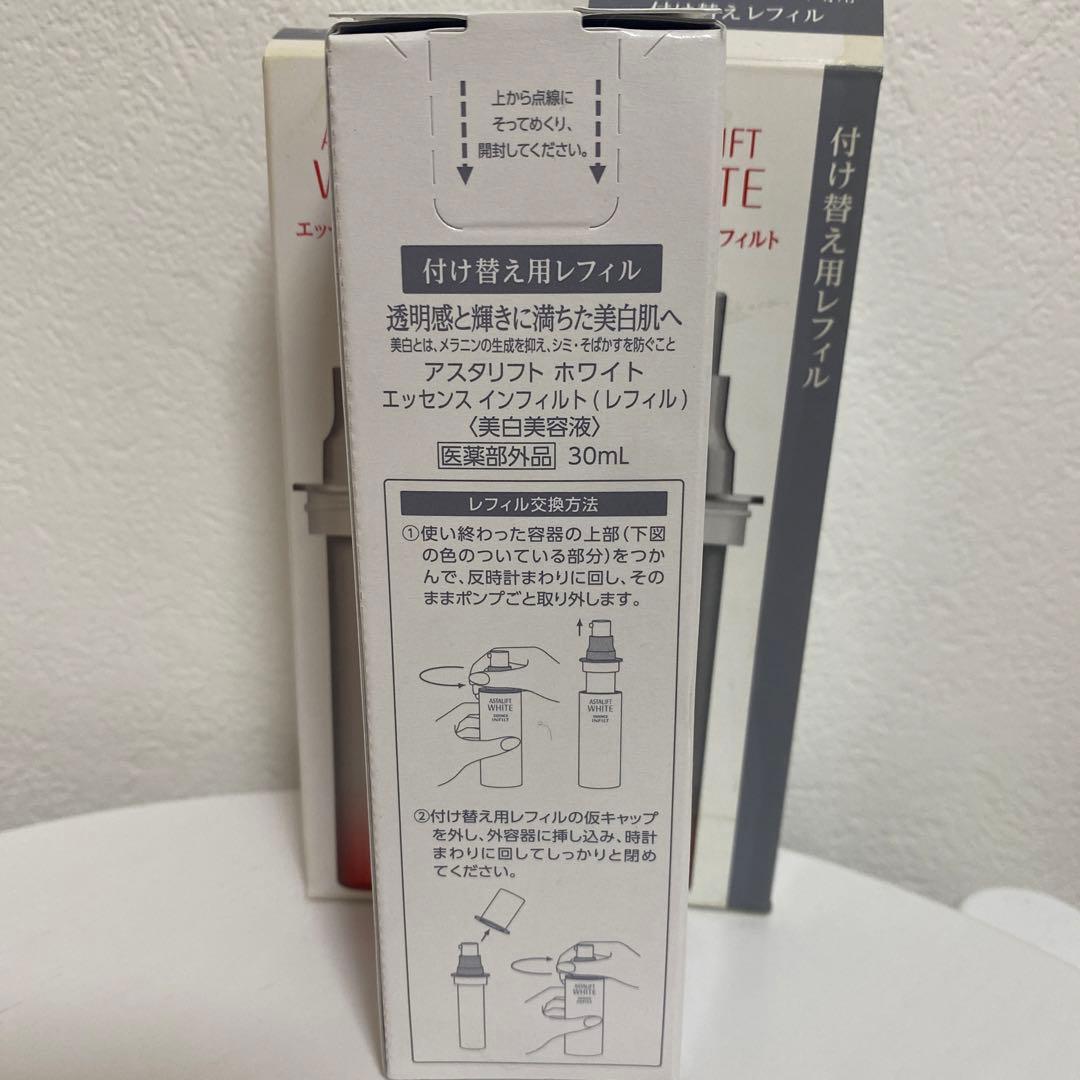 付け替えレフィル
上から点線に
そってめくり、
開封してください。
付け替え用レフィル
透明感と輝きに満ちた美白肌へ
美白とは、メラニンの生成を抑え、シミ・そばかすを防ぐこと
アスタリフト ホワイト
エッセンス インフィルト(レフィル)
〈美白美容液〉
医薬部外品 30mL
レフィル交換方法
①使い終わった容器の上部(下図
の色のついている部分)をつか
んで、反時計まわりに回し、その
ままポンプごと取り外します。
ASTALIFT
WHITE
ESSENCE
INFILT
ASTALIFT
WHITE
ESSENCE
INFILT
②付け替え用レフィルの仮キャップ
を外し、外容器に挿し込み、時計
まわりに回してしっかりと閉め
てください。
ASTALIFT
WHITE
ESSENCE
INFILT
A
W
エッ
IFT
TE
フィルト
付け替え用レフィル